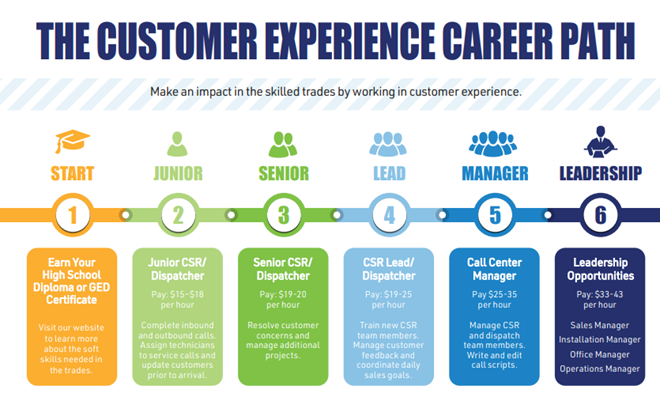 THE CUSTOMER EXPERIENCE CAREER PATH
Make an impact in the skilled trades by working in customer experience.
START
JUNIOR
SENIOR
LEAD
MANAGER
LEADERSHIP
1
2
3
4
5
6
Earn Your
High School
Diploma or GED
Certificate
Visit our website
to learn more
about the soft
skills needed in
the trades.
Junior CSR/
Dispatcher
Pay: $15-$18
per hour
Complete inbound
and outbound calls.
Assign technicians
to service calls and
update customers
prior to arrival.
Senior CSR/
Dispatcher
Pay: $19-20
per hour
Resolve customer
concerns and
manage additional
projects.
CSR Lead/
Dispatcher
Pay: $19-25
per hour
Train new CSR
team members.
Manage customer
feedback and
coordinate daily
sales goals.
Call Center
Manager
Pay $25-35
per hour
Manage CSR
and dispatch
team members.
Write and edit
call scripts.
Leadership
Opportunities
Pay: $33-43
per hour
Sales Manager
Installation Manager
Office Manager
Operations Manager